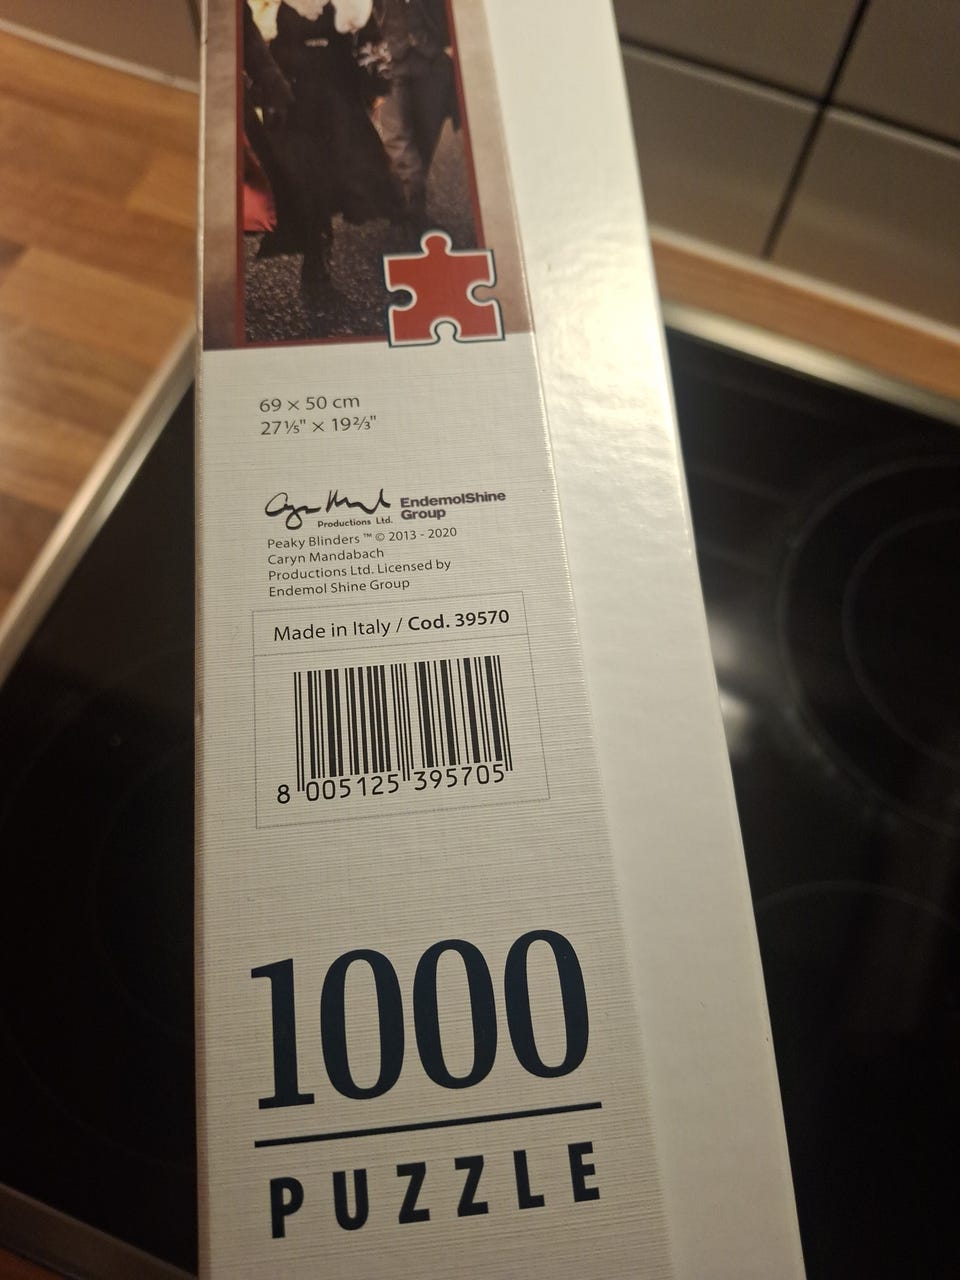 69 × 50 cm
27⅕" × 19⅔"
Productions Ltd.
EndemolShine
Group
Peaky Blinders ™ © 2013 - 2020
Caryn Mandabach
Productions Ltd. Licensed by
Endemol Shine Group
Made in Italy / Cod. 39570
8 005125 395705
1000
PUZZLE